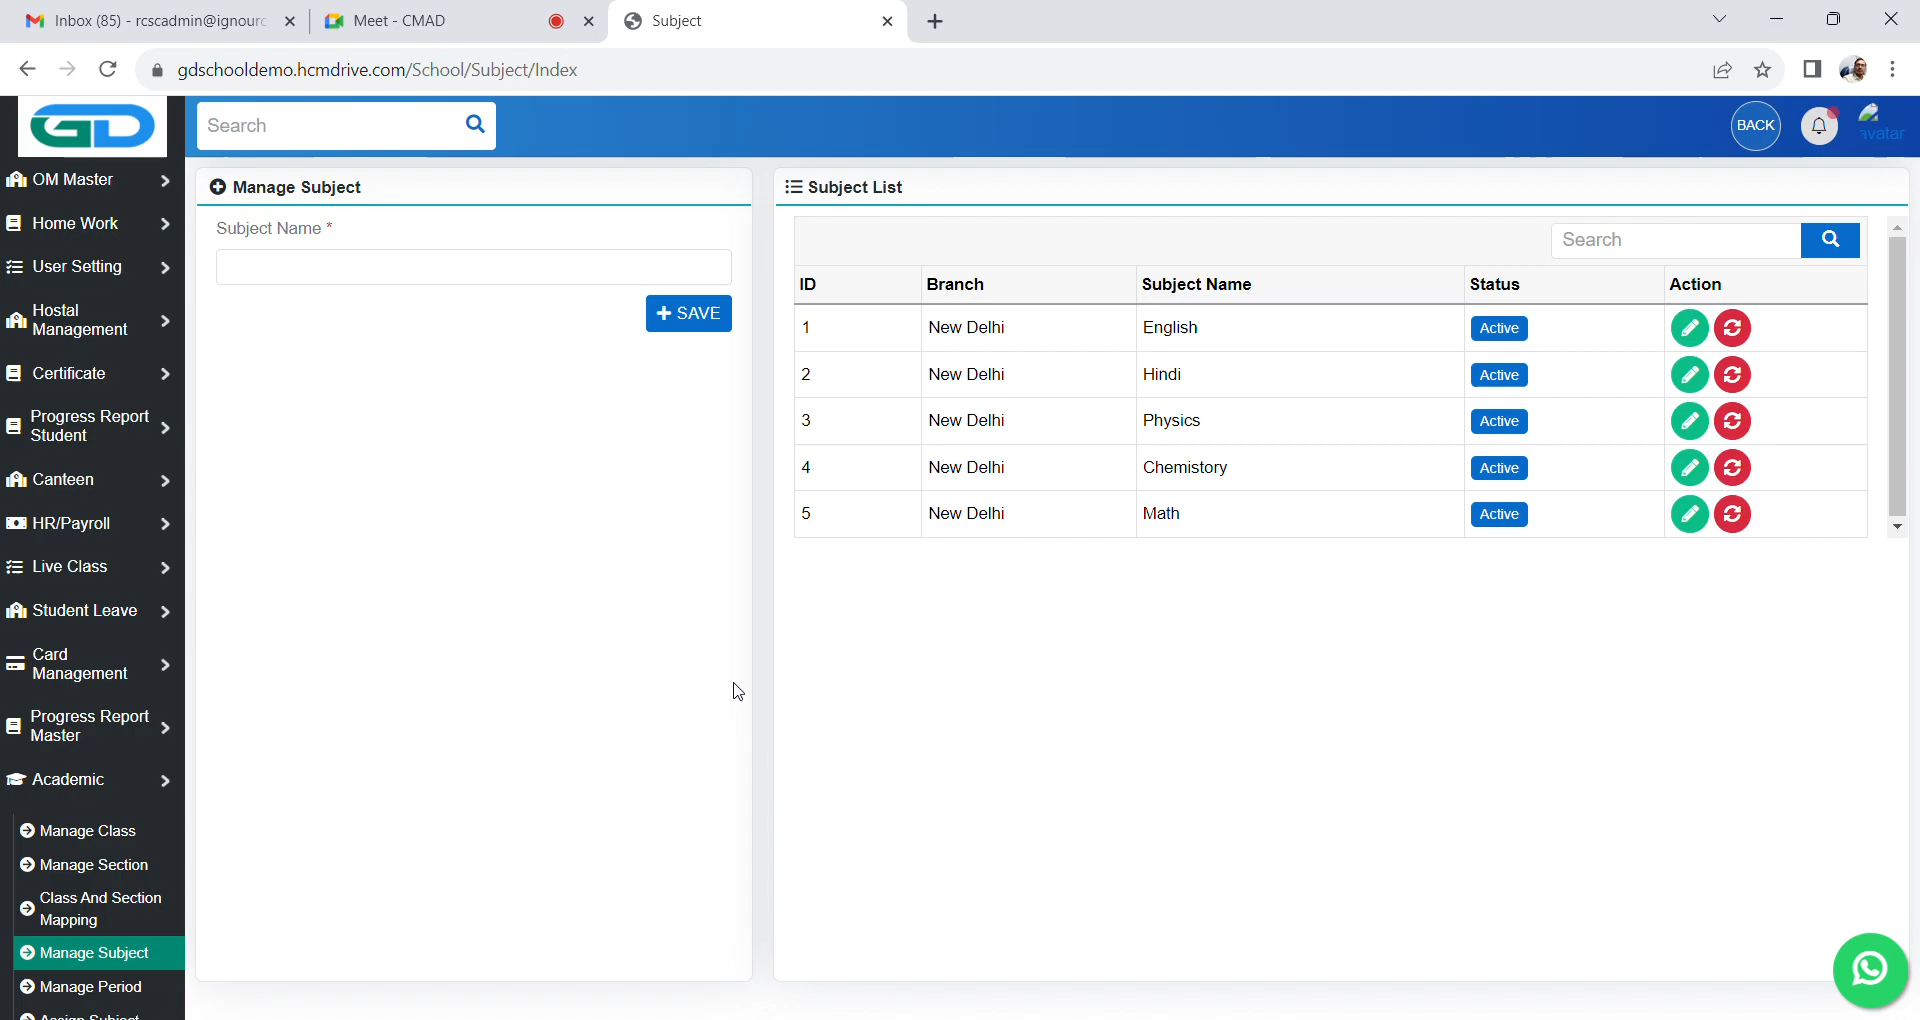 Inbox (85) - rcscadmin@ignourc
Meet - CMAD
Subject
gdschooldemo.hcmdrive.com/School/Subject/Index
GD
Search
BACK
avatar
OM Master
Home Work
User Setting
Hostal
Management
Certificate
Progress Report
Student
Canteen
HR/Payroll
Live Class
Student Leave
Card
Management
Progress Report
Master
Academic
Manage Class
Manage Section
Class And Section
Mapping
Manage Subject
Manage Period
Assign Subject
Manage Subject
Subject Name *
+ SAVE
Subject List
Search
ID Branch Subject Name Status Action
1 New Delhi English Active
2 New Delhi Hindi Active
3 New Delhi Physics Active
4 New Delhi Chemistory Active
5 New Delhi Math Active